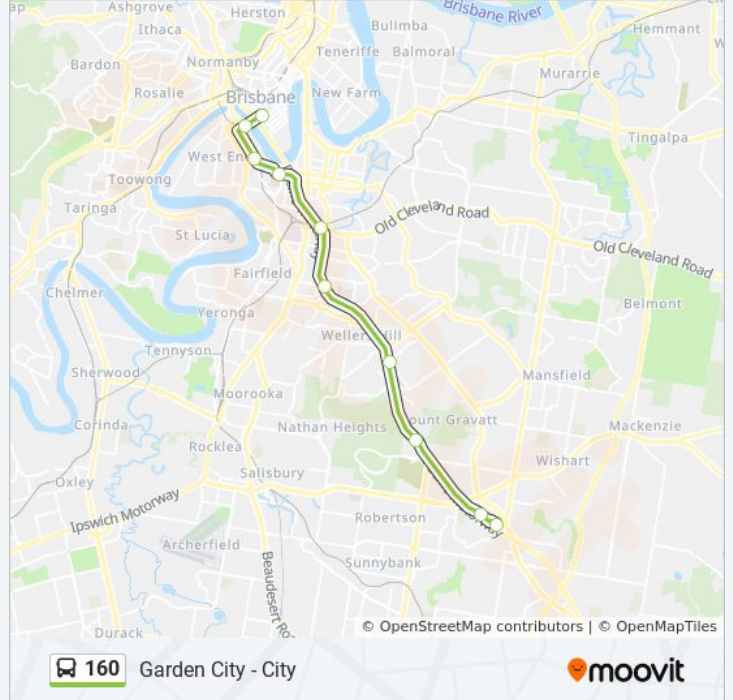 Ashgrove
Herston
Brisbane River
Ithaca
Bulimba
Hemmant
Teneriffe
Balmoral
Bardon
Normanby
Murarrie
Rosalie
Brisbane
New Farm
Tingalpa
West En
Toowong
Taringa
Old Cleveland Road
St Lucia
Old Cleveland Road
Fairfield
Chelmer
Belmont
Yeronga
Weller
Hill
Tennyson
Sherwood
Mansfield
Moorooka
Corinda
Nathan Heights
ount Gravatt
Mackenzie
Rocklea
Wishart
Oxley
Salisbury
Ipswich Motorway
Robertson
Archerfield
Sunnybank
Beaudesert Ro
Durack
© OpenStreetMap contributors | © OpenMapTiles
160 Garden City - City
moovit